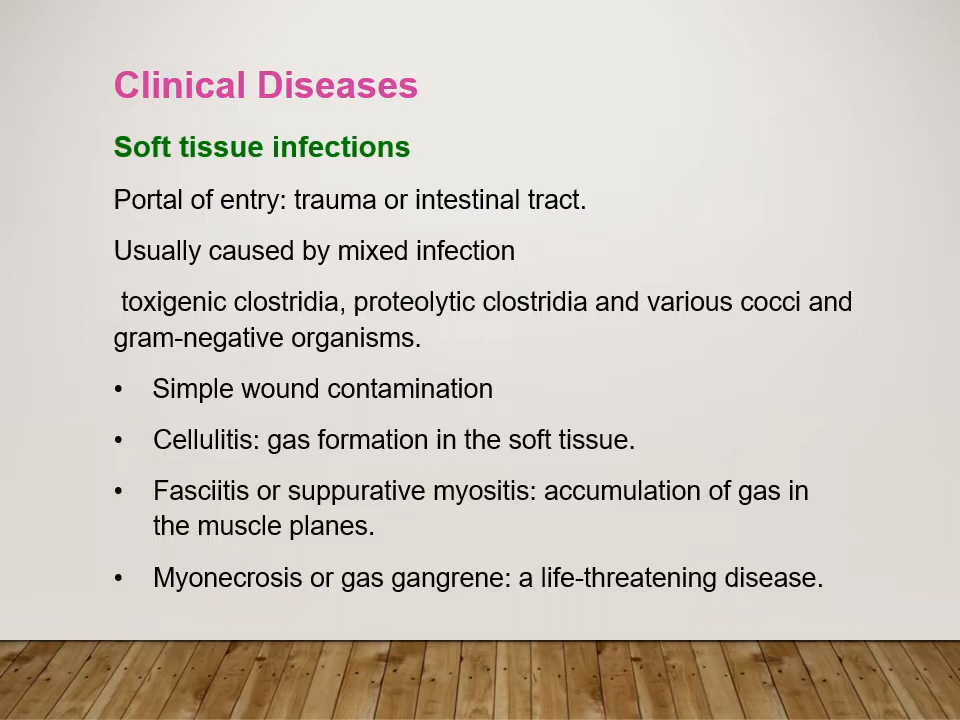 Clinical Diseases
Soft tissue infections
Portal of entry: trauma or intestinal tract.
Usually caused by mixed infection
toxigenic clostridia, proteolytic clostridia and various cocci and
gram-negative organisms.
• Simple wound contamination
• Cellulitis: gas formation in the soft tissue.
• Fasciitis or suppurative myositis: accumulation of gas in
the muscle planes.
• Myonecrosis or gas gangrene: a life-threatening disease.